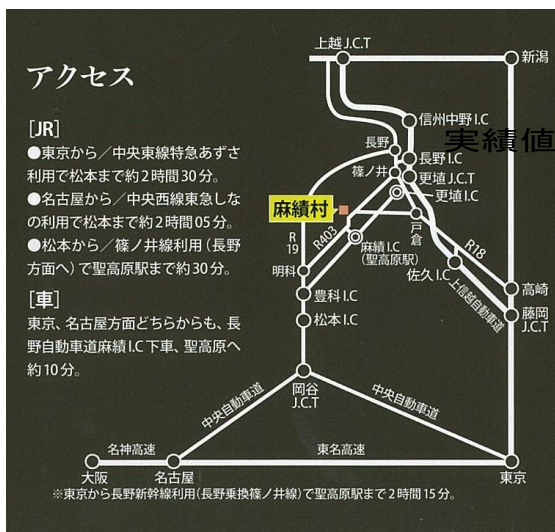 アクセス
[JR]
●東京から／中央東線特急あずさ
利用で松本まで約2時間30分。
●名古屋から／中央西線東急しな
の利用で松本まで約2時間05分。
●松本から／篠ノ井線利用（長野
方面へ）で聖高原駅まで約30分。
[車]
東京、名古屋方面どちらからも、長
野自動車道麻績I.C下車、聖高原へ
約10分。
上越J.C.T
新潟
信州中野I.C
実績値
長野
長野I.C
篠ノ井
更埴J.C.T
更埴I.C
麻績村
戸倉
R19
R403
麻績I.C
(聖高原駅)
R18
明科
佐久I.C
上信越自動車道
豊科I.C
高崎
松本I.C
藤岡
J.C.T
岡谷
J.C.T
中央自動車道
中央自動車道
名神高速
東名高速
大阪
名古屋
東京
※東京から長野新幹線利用（長野乗換篠ノ井線）で聖高原駅まで2時間15分。